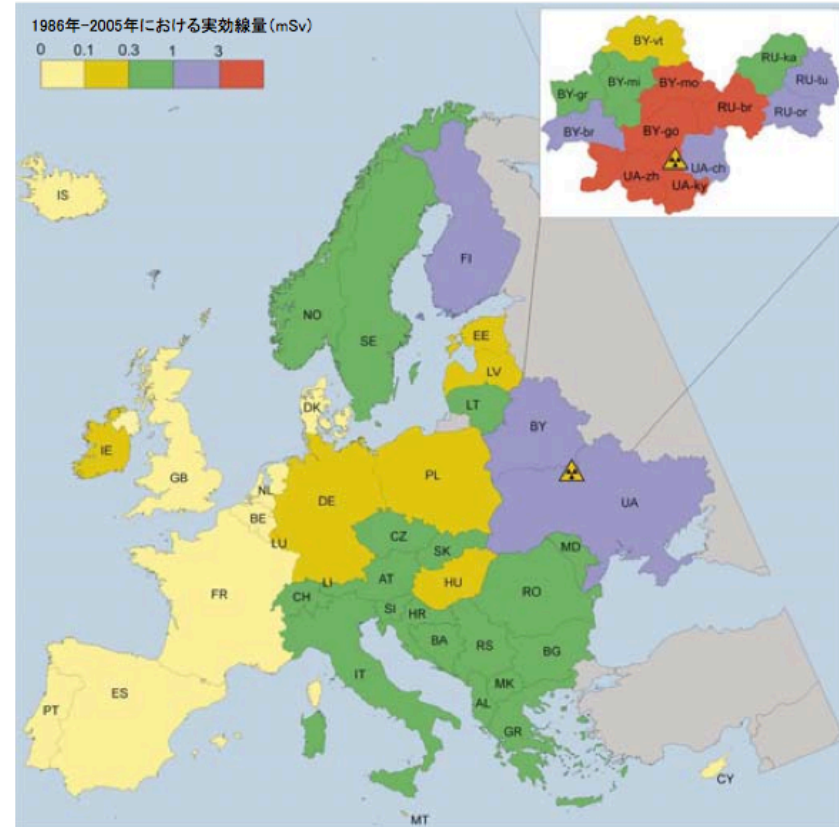 1986年-2005年における実効線量(mSv)
0 0.1 0.3 1 3
BY-vt
RU-ka
RU-tu
BY-gr
BY-mi
BY-mo
RU-br
RU-or
BY-br
BY-go
UA-ch
UA-zh
UA-ky
IS
FI
NO
SE
EE
LV
LT
DK
BY
IE
GB
NL
DE
PL
UA
BE
LU
CZ
SK
MD
FR
LI
CH
AT
HU
RO
SI
HR
BA
RS
BG
IT
MK
AL
GR
PT
ES
CY
MT